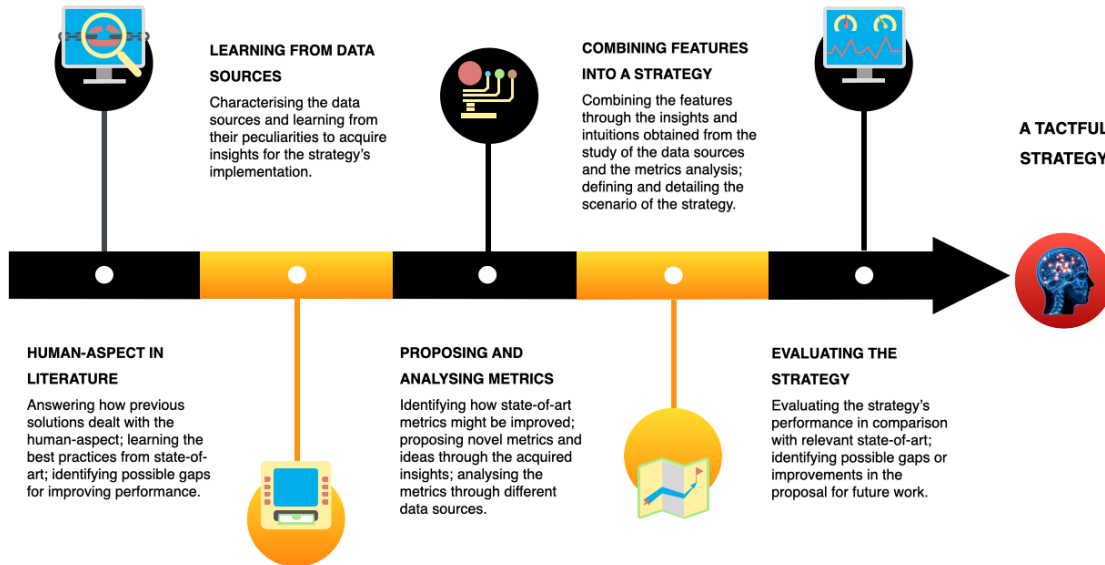 LEARNING FROM DATA
SOURCES
Characterising the data
sources and learning from
their peculiarities to acquire
insights for the strategy's
implementation.
COMBINING FEATURES
INTO A STRATEGY
Combining the features
through the insights and
intuitions obtained from the
study of the data sources
and the metrics analysis;
defining and detailing the
scenario of the strategy.
A TACTFUL
STRATEGY
HUMAN-ASPECT IN
LITERATURE
Answering how previous
solutions dealt with the
human-aspect; learning the
best practices from state-of-
art; identifying possible gaps
for improving performance.
PROPOSING AND
ANALYSING METRICS
Identifying how state-of-art
metrics might be improved;
proposing novel metrics and
ideas through the acquired
insights; analysing the
metrics through different
data sources.
EVALUATING THE
STRATEGY
Evaluating the strategy's
performance in comparison
with relevant state-of-art;
identifying possible gaps or
improvements in the
proposal for future work.